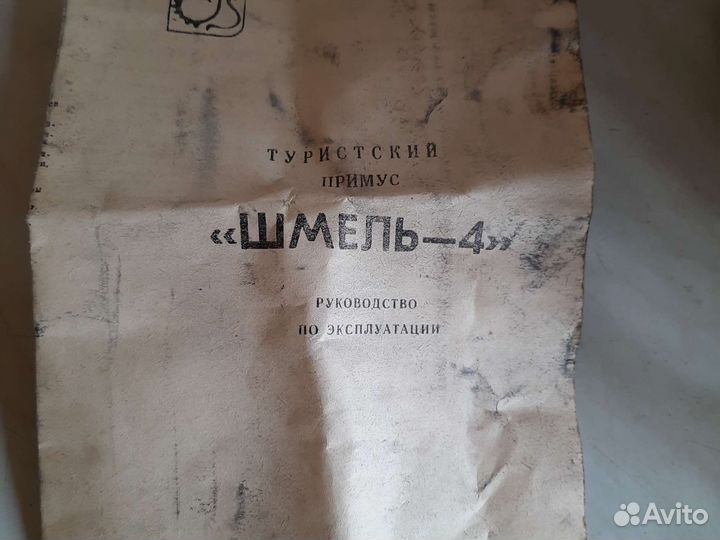 ТУРИСТСКИЙ
ПРИМУС
«ШМЕЛЬ—4»
РУКОВОДСТВО
ПО ЭКСПЛУАТАЦИИ
Avito